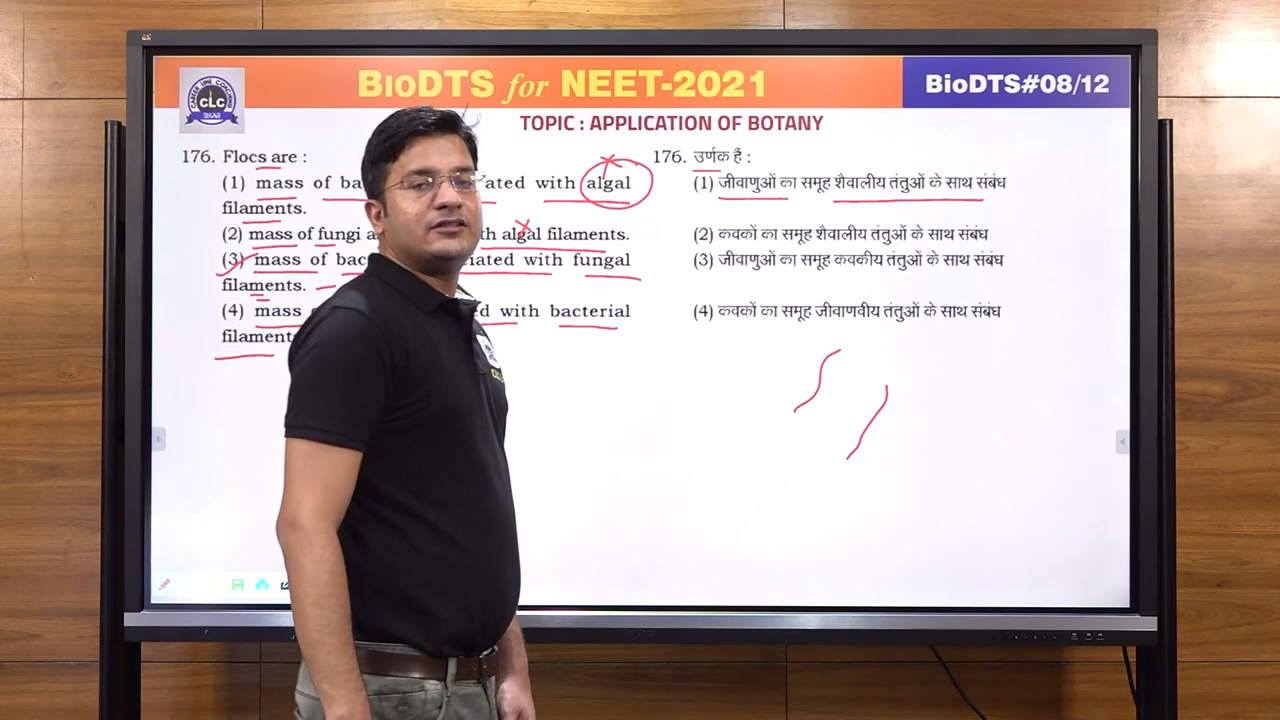 BIODTS for NEET-2021
BIODTS#08/12
CAREER LINE COACHING
CLC
SIKAR
TOPIC : APPLICATION OF BOTANY
176. Flocs are :
(1) mass of ated with algal
filaments.
(2) mass of fungi algal filaments.
(3) mass of iated with fungal
filaments.
(4) mass with bacterial
176. उर्णक हैं :
(1) जीवाणुओं का समूह शैवालीय तंतुओं के साथ संबंध
(2) कवकों का समूह शैवालीय तंतुओं के साथ संबंध
(3) जीवाणुओं का समूह कवकीय तंतुओं के साथ संबंध
(4) कवकों का समूह जीवाणवीय तंतुओं के साथ संबंध